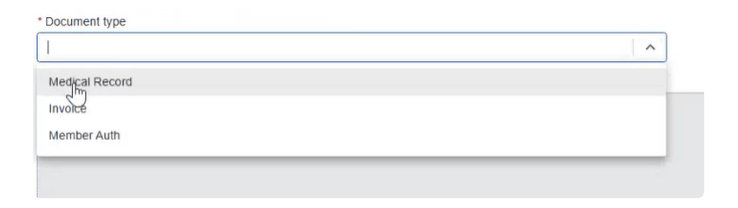 * Document type
Medical Record
Invoice
Member Auth